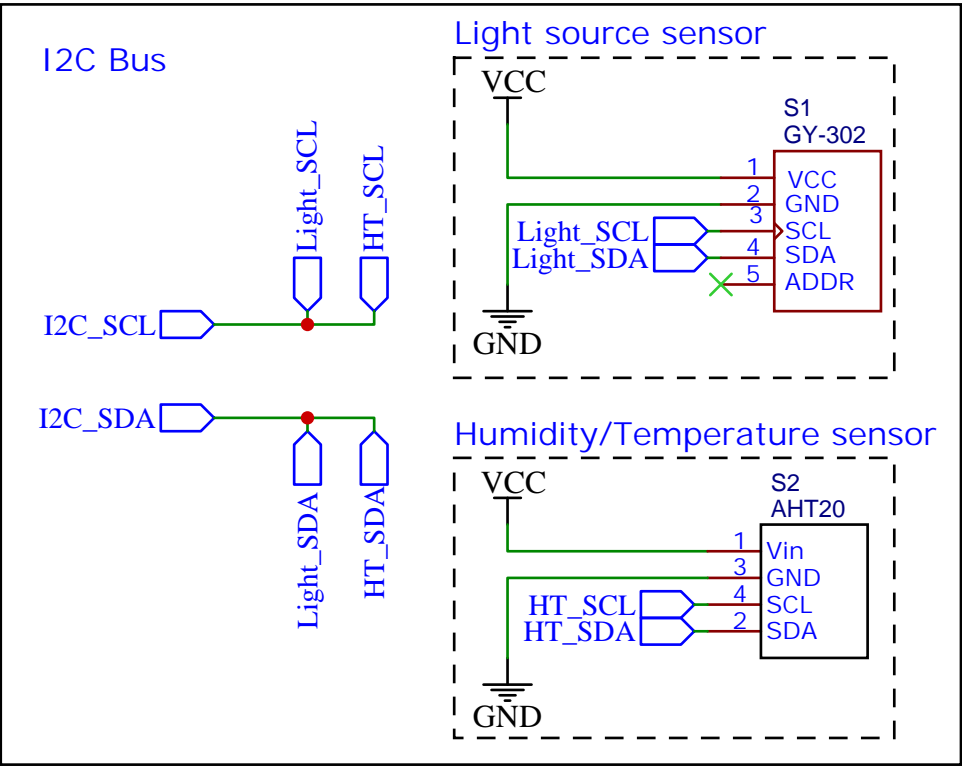 I2C Bus
Light_SCL
HT_SCL
I2C_SCL
I2C_SDA
Light_SDA
HT_SDA
Light source sensor
VCC
S1
GY-302
1 VCC
2 GND
Light_SCL 3 SCL
Light_SDA 4 SDA
5 ADDR
GND
Humidity/Temperature sensor
VCC
S2
AHT20
1 Vin
3 GND
HT_SCL 4 SCL
HT_SDA 2 SDA
GND